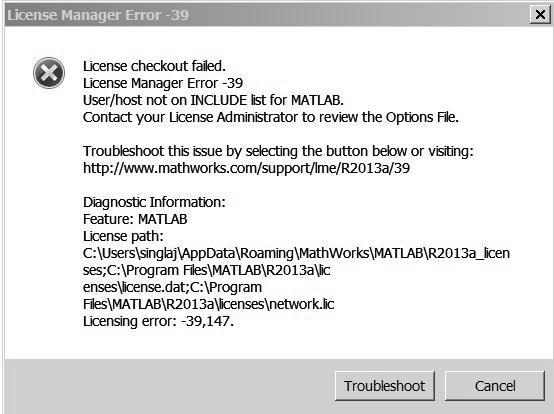 License Manager Error -39
License checkout failed.
License Manager Error -39
User/host not on INCLUDE list for MATLAB.
Contact your License Administrator to review the Options File.
Troubleshoot this issue by selecting the button below or visiting:
http://www.mathworks.com/support/lme/R2013a/39
Diagnostic Information:
Feature: MATLAB
License path:
C:\Users\singlaj\AppData\Roaming\MathWorks\MATLAB\R2013a_licen
ses;C:\Program Files\MATLAB\R2013a\lic
enses\license.dat;C:\Program
Files\MATLAB\R2013a\licenses\network.lic
Licensing error: -39,147.
Troubleshoot
Cancel